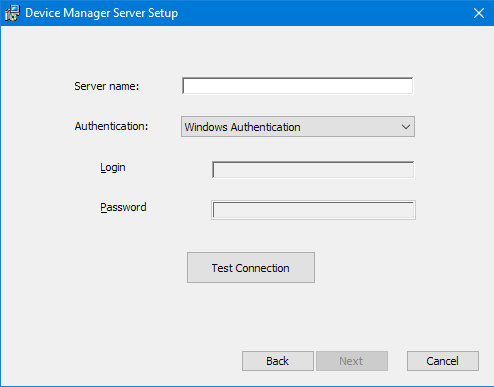 Device Manager Server Setup
Server name:
Authentication: Windows Authentication
Login
Password
Test Connection
Back Next Cancel